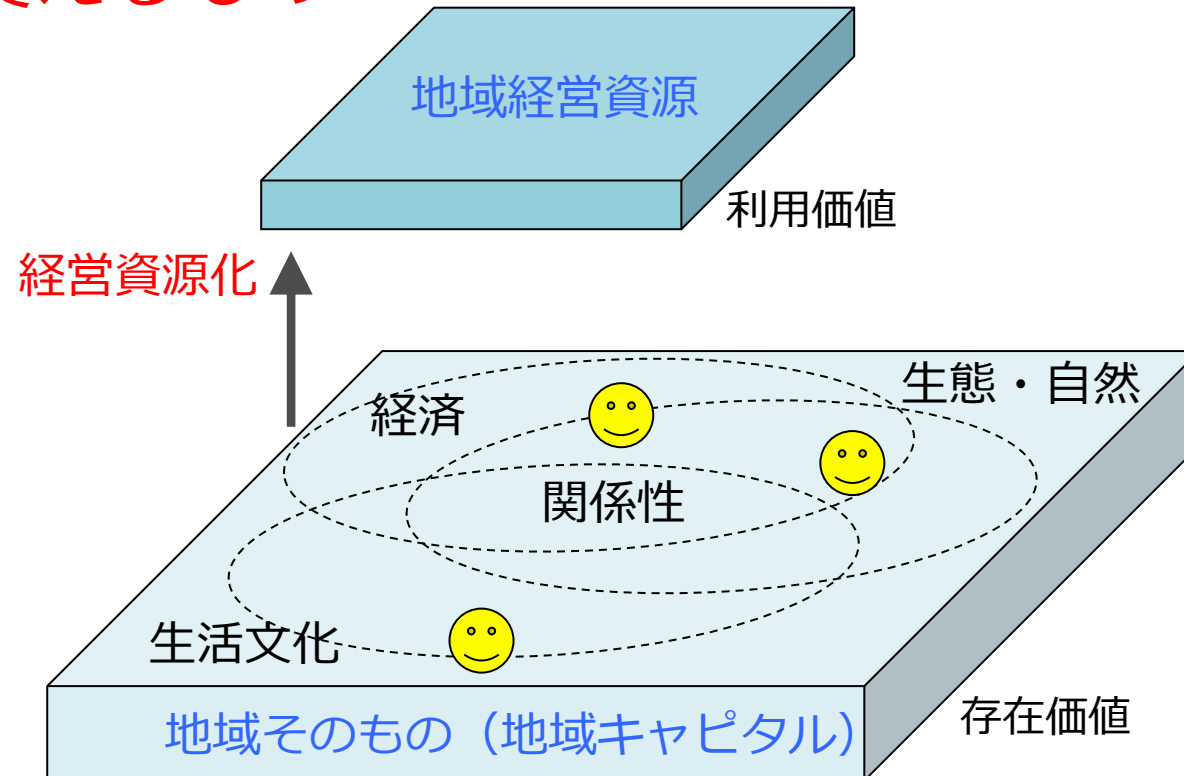 地域経営資源
利用価値
経営資源化
生態・自然
経済
関係性
生活文化
地域そのもの（地域キャピタル）
存在価値